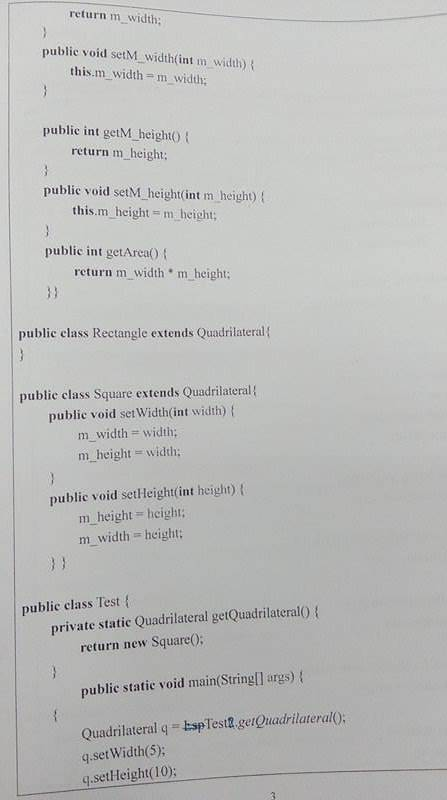 return m_width;
}
public void setM_width(int m_width) {
this.m_width = m_width;
}
public int getM_height() {
return m_height;
}
public void setM_height(int m_height) {
this.m_height = m_height;
}
public int getArea() {
return m_width * m_height;
}}
public class Rectangle extends Quadrilateral{
}
public class Square extends Quadrilateral{
public void setWidth(int width) {
m_width = width;
m_height = width;
}
public void setHeight(int height) {
m_height = height;
m_width = height;
} }
public class Test {
private static Quadrilateral getQuadrilateral() {
return new Square();
}
public static void main(String[] args) {
{
Quadrilateral q = LspTest.getQuadrilateral();
q.setWidth(5);
q.setHeight(10);
3